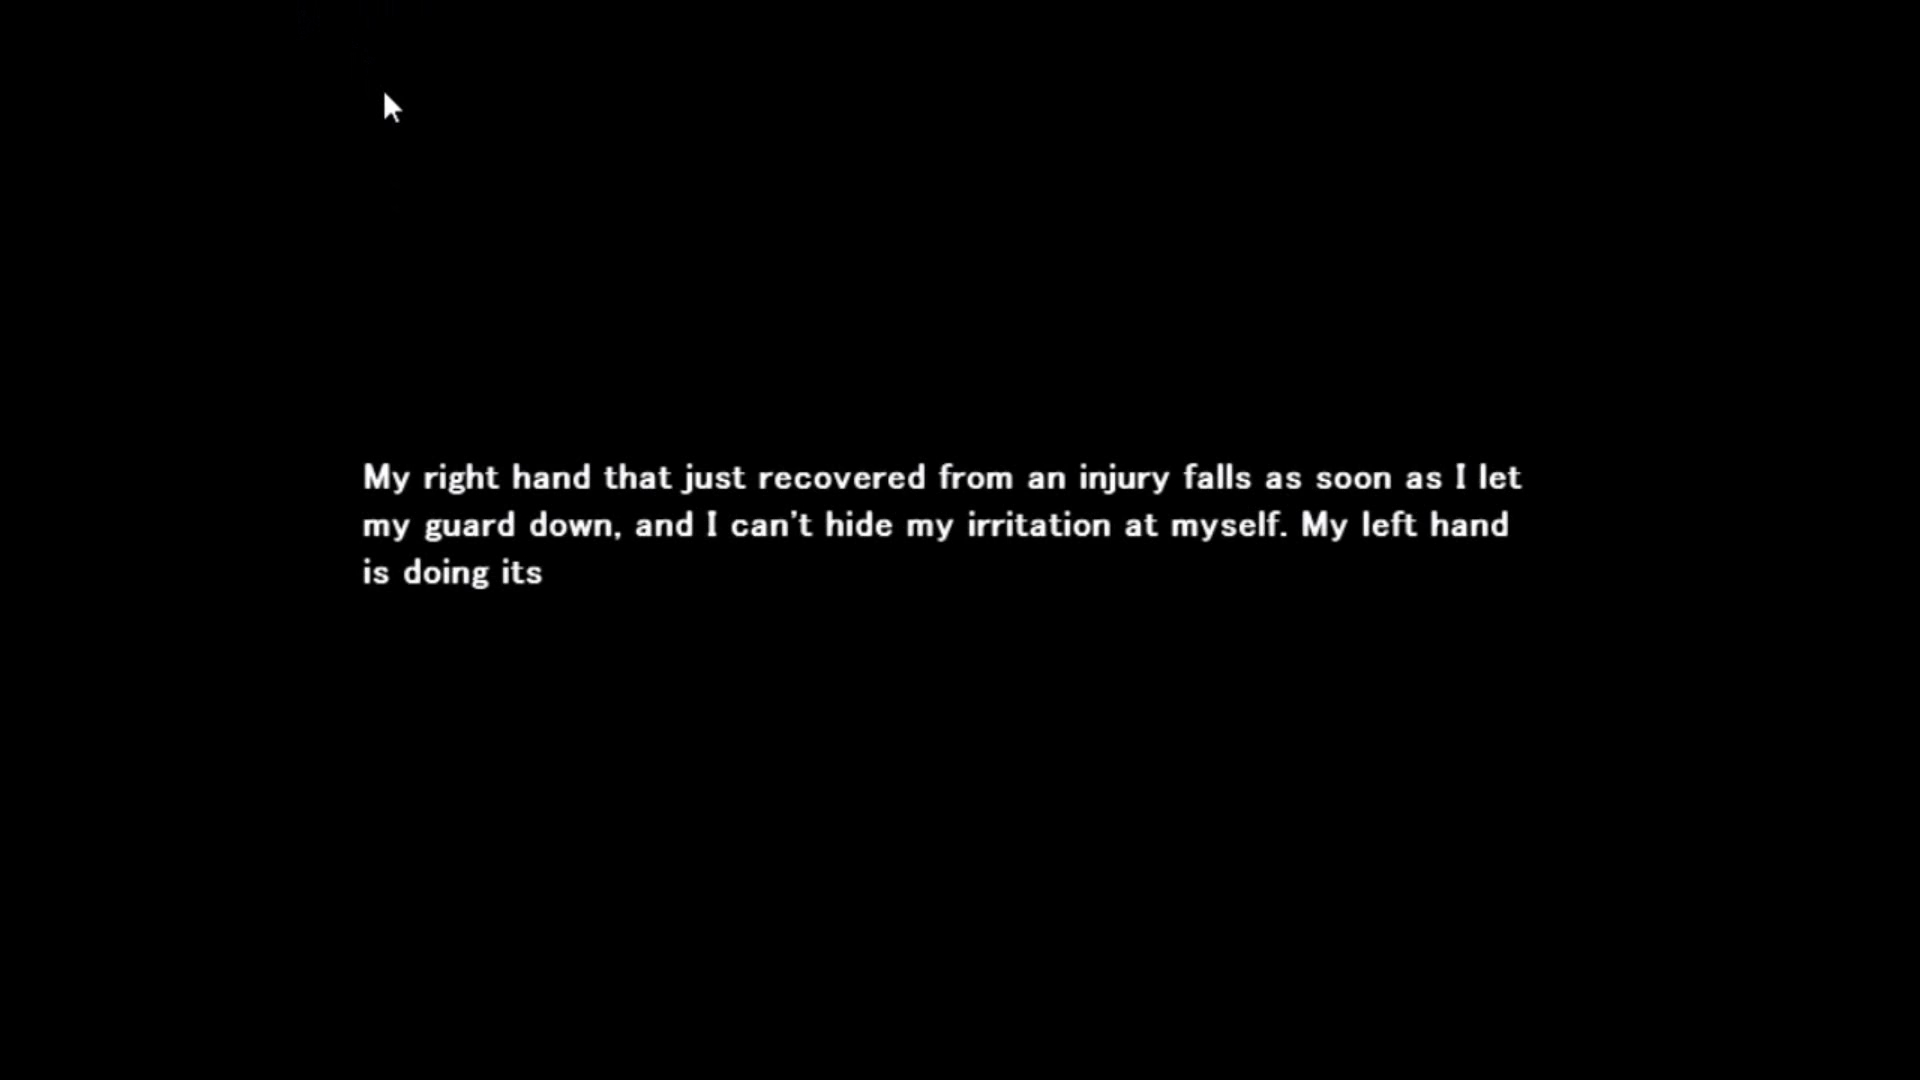 My right hand that just recovered from an injury falls as soon as I let
my guard down, and I can't hide my irritation at myself. My left hand
is doing its